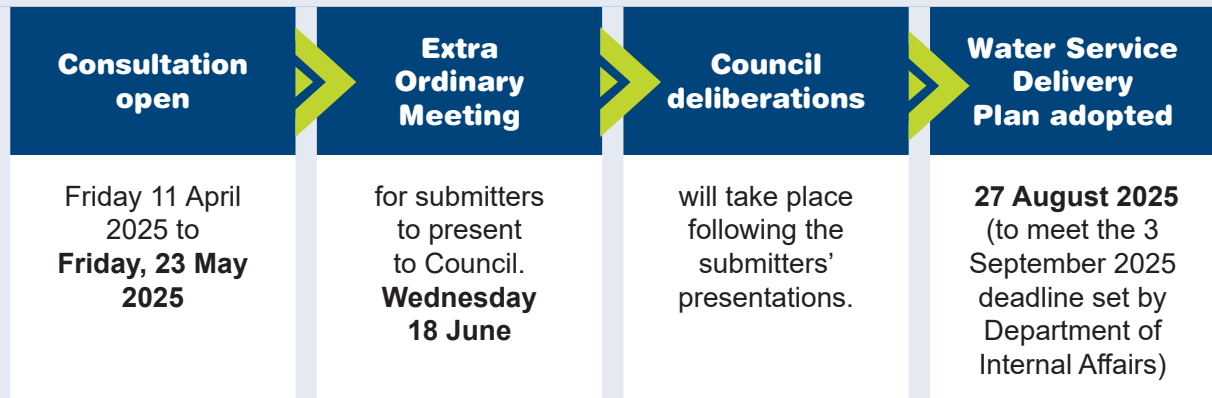 Consultation
open
Friday 11 April
2025 to
Friday, 23 May
2025
Extra
Ordinary
Meeting
for submitters
to present
to Council.
Wednesday
18 June
Council
deliberations
will take place
following the
submitters’
presentations.
Water Service
Delivery
Plan adopted
27 August 2025
(to meet the 3
September 2025
deadline set by
Department of
Internal Affairs)